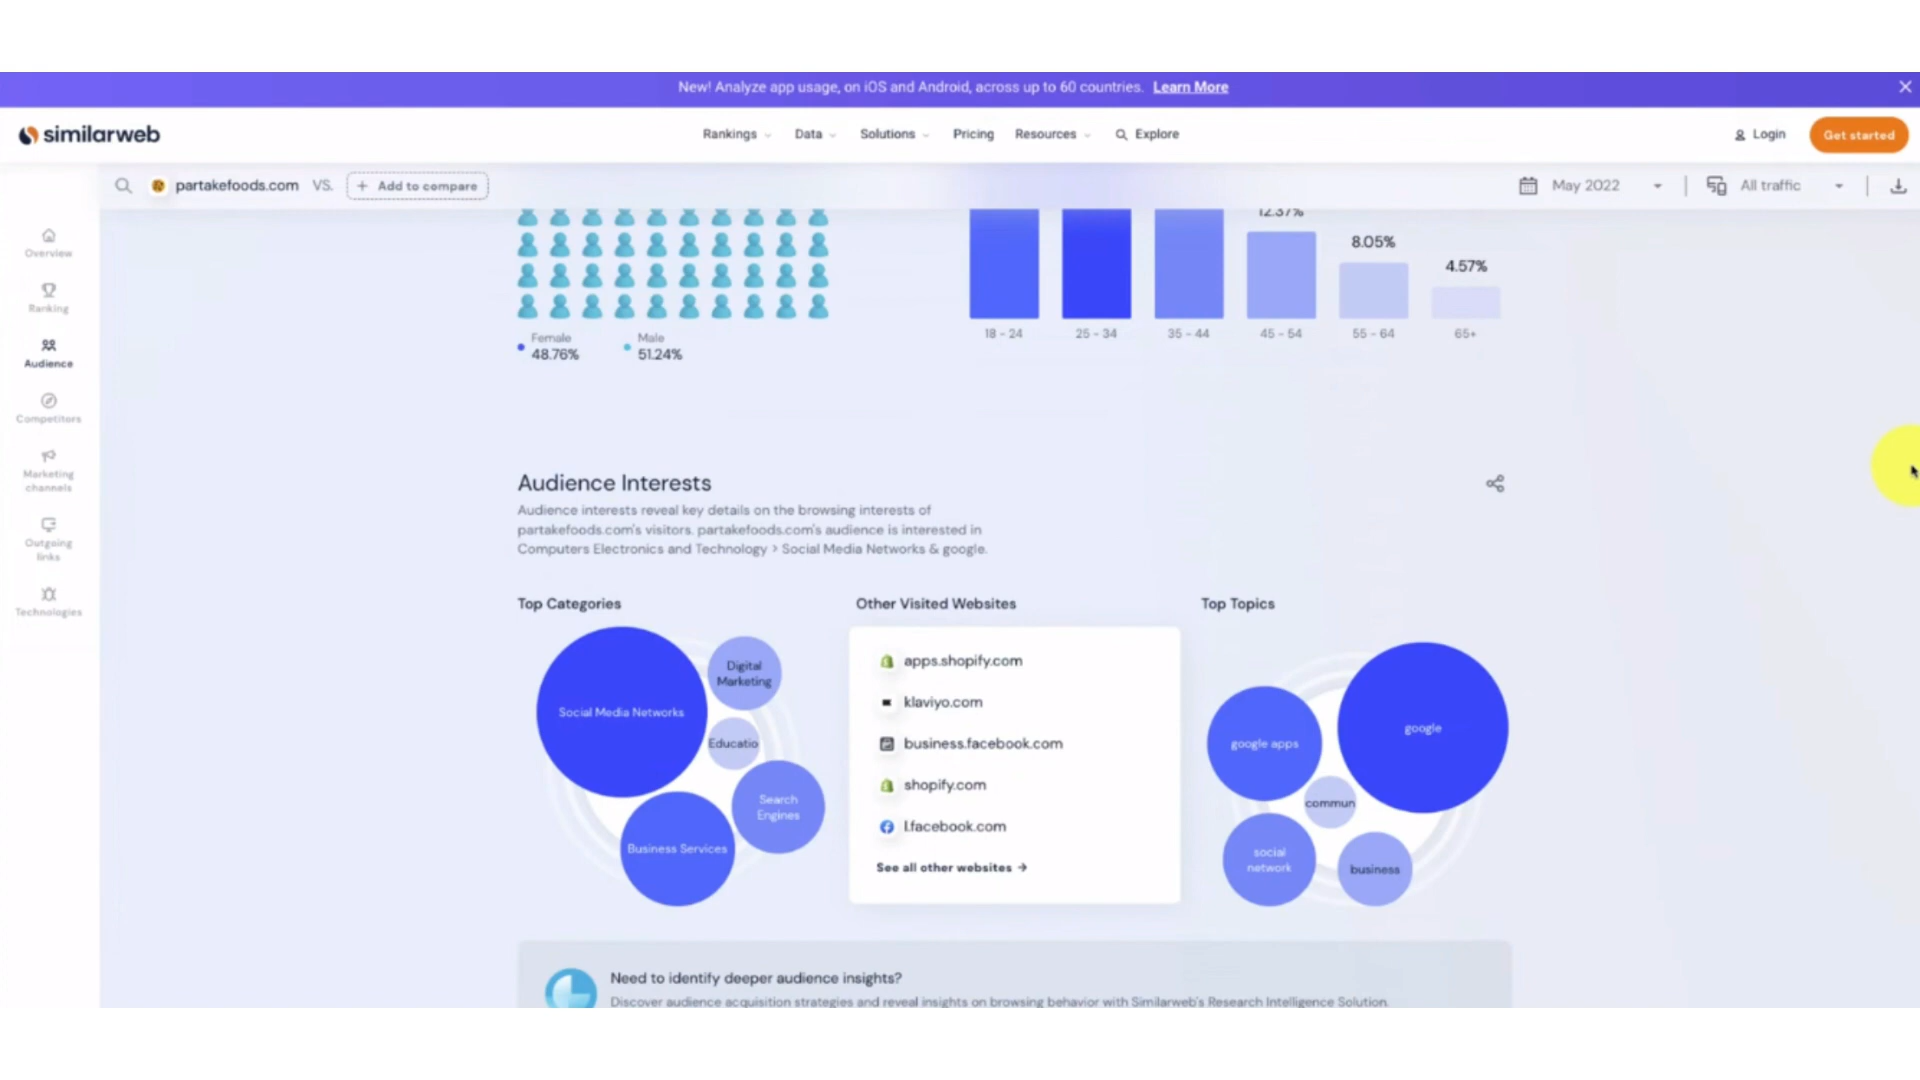 New! Analyze app usage, on iOS and Android, across up to 60 countries. Learn More
similarweb
Rankings
Data
Solutions
Pricing
Resources
Explore
Login
Get started
partakefoods.com
VS.
+ Add to compare
May 2022
All traffic
Overview
Ranking
Audience
Competitors
Marketing
channels
Outgoing
links
Technologies
Female
48.76%
Male
51.24%
12.37%
8.05%
4.57%
18 - 24
25 - 34
35 - 44
45 - 54
55 - 64
65+
Audience Interests
Audience interests reveal key details on the browsing interests of
partakefoods.com's visitors. partakefoods.com's audience is interested in
Computers Electronics and Technology > Social Media Networks & google.
Top Categories
Social Media Networks
Digital
Marketing
Educatio
Search
Engines
Business Services
Other Visited Websites
apps.shopify.com
klaviyo.com
business.facebook.com
shopify.com
l.facebook.com
See all other websites →
Top Topics
google apps
google
commun
social
network
business
Need to identify deeper audience insights?
Discover audience acquisition strategies and reveal insights on browsing behavior with Similarweb's Research Intelligence Solution.